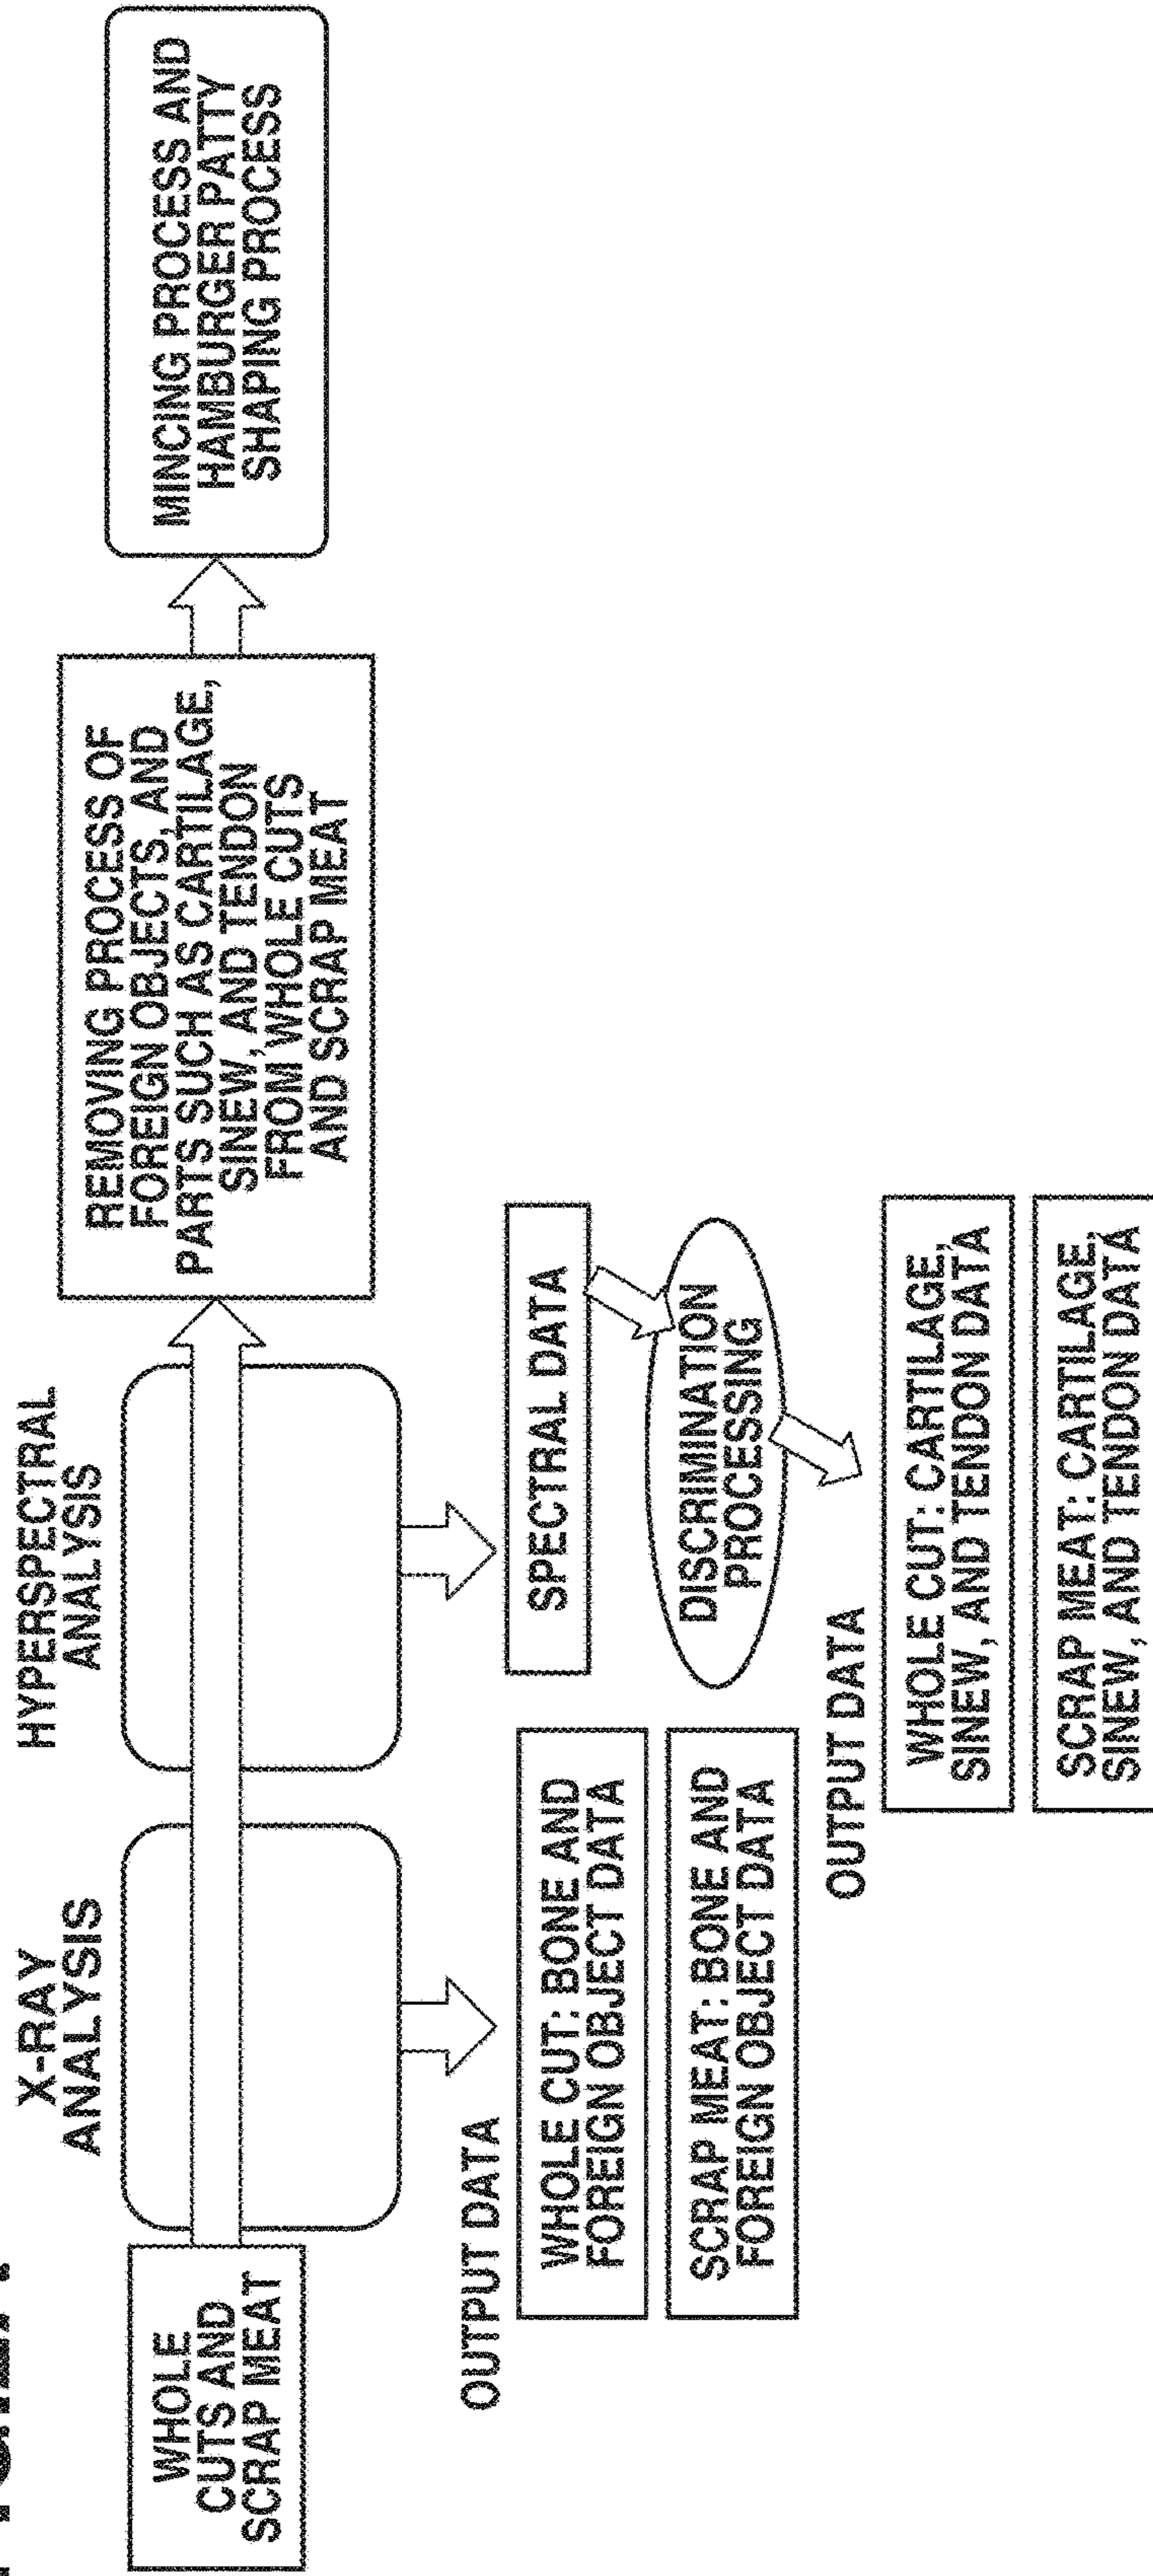 X-RAY
ANALYSIS
HYPERSPECTRAL
ANALYSIS
WHOLE
CUTS AND
SCRAP MEAT
REMOVING PROCESS OF
FOREIGN OBJECTS, AND
PARTS SUCH AS CARTILAGE,
SINEW, AND TENDON
FROM WHOLE CUTS
AND SCRAP MEAT
MINCING PROCESS AND
HAMBURGER PATTY
SHAPING PROCESS
OUTPUT DATA
WHOLE CUT: BONE AND
FOREIGN OBJECT DATA
SCRAP MEAT: BONE AND
FOREIGN OBJECT DATA
SPECTRAL DATA
DISCRIMINATION
PROCESSING
OUTPUT DATA
WHOLE CUT: CARTILAGE,
SINEW, AND TENDON DATA
SCRAP MEAT: CARTILAGE,
SINEW, AND TENDON DATA